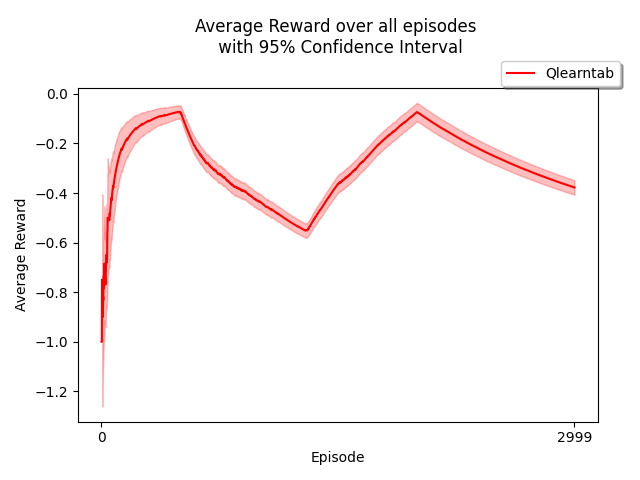 Average Reward over all episodes
with 95% Confidence Interval
Qlearntab
0.0
−0.2
−0.4
−0.6
−0.8
−1.0
−1.2
Average Reward
0 2999
Episode